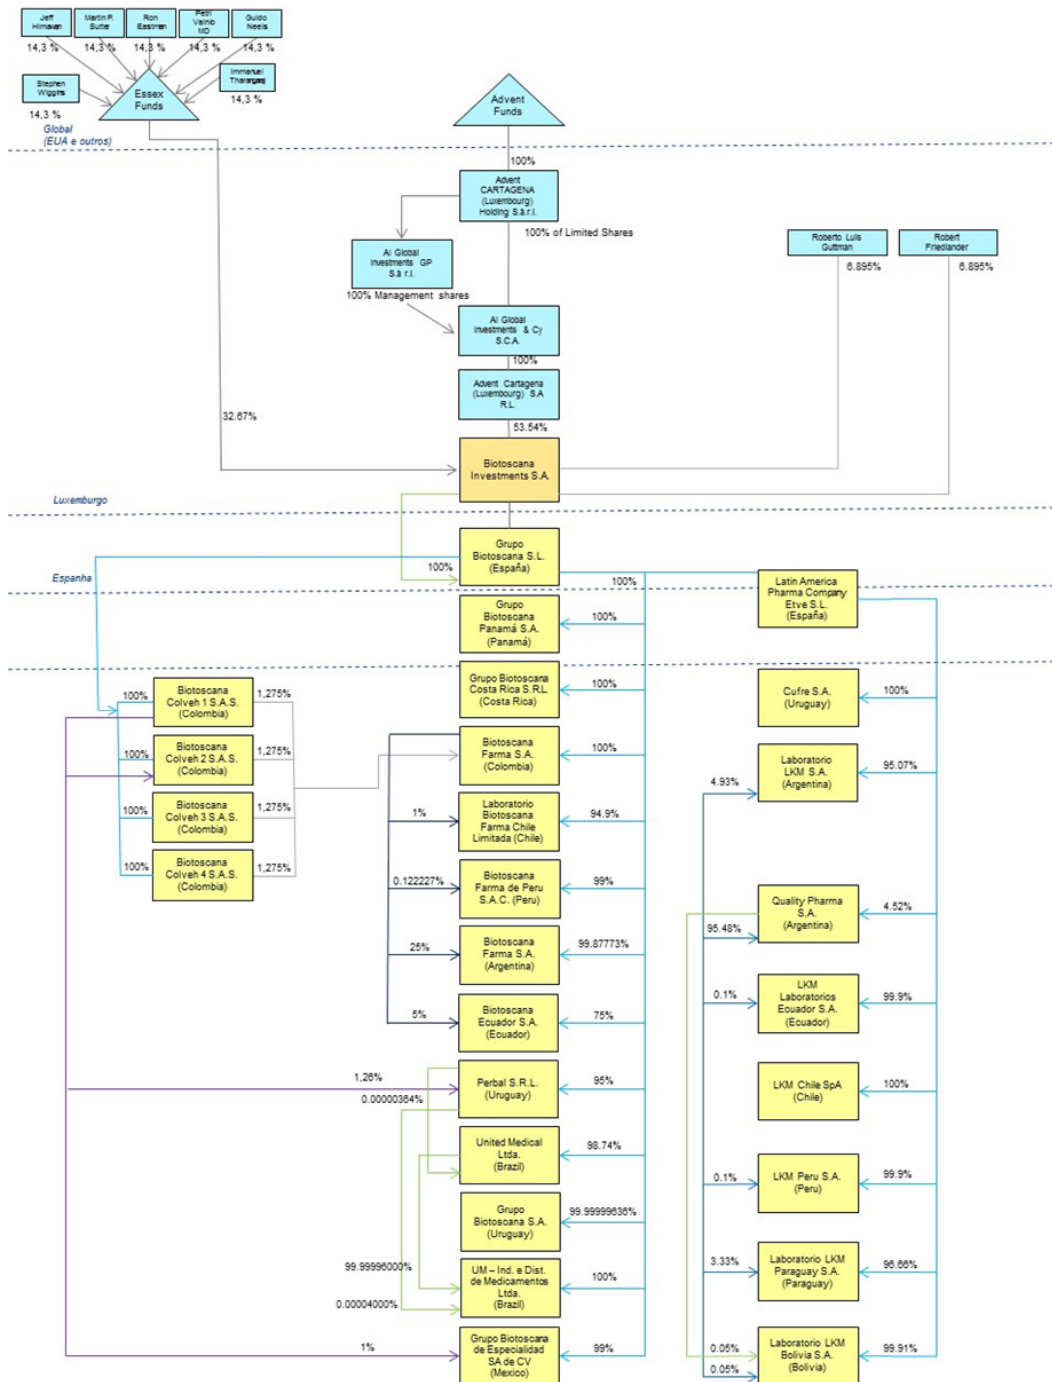 Jeff
Himawan
Martin P.
Sutter
Ron
Eastman
Petri
Vainio
MD
Guido
Neels
14,3 %
14,3 %
14,3 %
14,3 %
14,3 %
Stephen
Wiggins
Essex
Funds
Immanuel
14,3 %
14,3 %
Global
(EUA e outros)
Advent
Funds
100%
Advent
CARTAGENA
(Luxembourg)
Holding S.à r.l.
100% of Limited Shares
AI Global
Investments GP
S.à r.l.
100% Management shares
Roberto Luis
Guttman
Robert
Friedlander
6.895%
6.895%
AI Global
Investments & Cy
S.C.A.
100%
Advent Cartagena
(Luxembourg) S.A
R.L.
32.67%
53.54%
Biotoscana
Investments S.A.
Luxemburgo
Grupo
Biotoscana S.L.
(España)
100%
100%
Espanha
Latin America
Pharma Company
Etve S.L.
(España)
Grupo
Biotoscana
Panamá S.A.
(Panamá)
100%
Grupo Biotoscana
Costa Rica S.R.L.
(Costa Rica)
100%
Biotoscana
Farma S.A.
(Colombia)
100%
1%
Laboratorio
Biotoscana
Farma Chile
Limitada (Chile)
94.9%
0.122227%
Biotoscana
Farma de Peru
S.A.C. (Peru)
99%
25%
Biotoscana
Farma S.A.
(Argentina)
99.87773%
5%
Biotoscana
Ecuador S.A.
(Ecuador)
75%
1,26%
0.00000364%
Perbal S.R.L.
(Uruguay)
95%
United Medical
Ltda.
(Brazil)
98.74%
Grupo
Biotoscana S.A.
(Uruguay)
99.99999636%
99.99996000%
0.00004000%
UM – Ind. e Dist.
de Medicamentos
Ltda.
(Brazil)
100%
1%
Grupo Biotoscana
de Especialidad
SA de CV
(Mexico)
99%
100%
Biotoscana
Colveh 1 S.A.S.
(Colombia)
1,275%
100%
Biotoscana
Colveh 2 S.A.S.
(Colombia)
1,275%
100%
Biotoscana
Colveh 3 S.A.S.
(Colombia)
1,275%
100%
Biotoscana
Colveh 4 S.A.S.
(Colombia)
1,275%
Cufre S.A.
(Uruguay)
100%
4.93%
Laboratorio
LKM S.A.
(Argentina)
95.07%
95.48%
Quality Pharma
S.A.
(Argentina)
4.52%
0.1%
LKM
Laboratorios
Ecuador S.A.
(Ecuador)
99.9%
LKM Chile SpA
(Chile)
100%
0.1%
LKM Peru S.A.
(Peru)
99.9%
3.33%
Laboratorio LKM
Paraguay S.A.
(Paraguay)
96.66%
0.05%
0.05%
Laboratorio LKM
Bolivia S.A.
(Bolivia)
99.91%